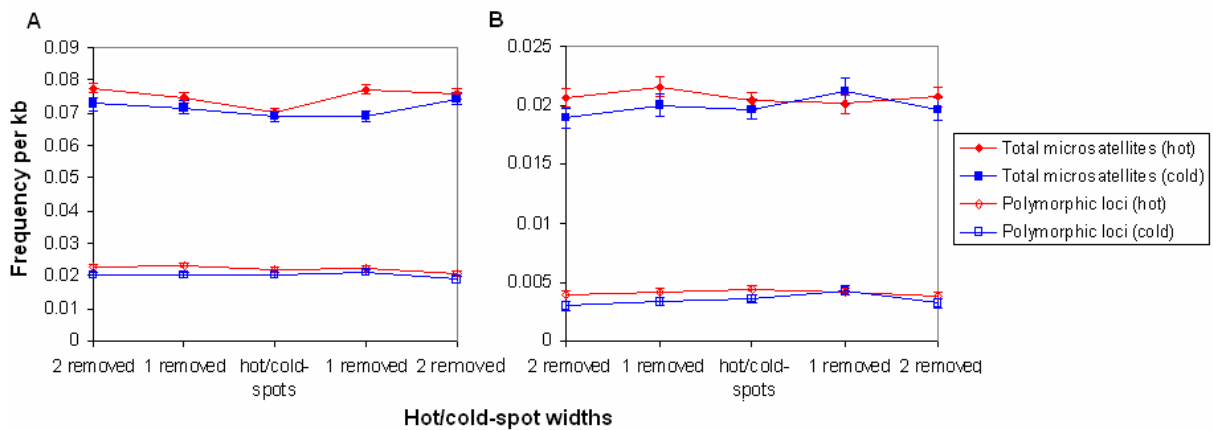 A
B
Frequency per kb
0.09
0.08
0.07
0.06
0.05
0.04
0.03
0.02
0.01
0
2 removed
1 removed
hot/cold-
spots
1 removed
2 removed
0.025
0.02
0.015
0.01
0.005
0
2 removed
1 removed
hot/cold-
spots
1 removed
2 removed
Hot/cold-spot widths
Total microsatellites (hot)
Total microsatellites (cold)
Polymorphic loci (hot)
Polymorphic loci (cold)